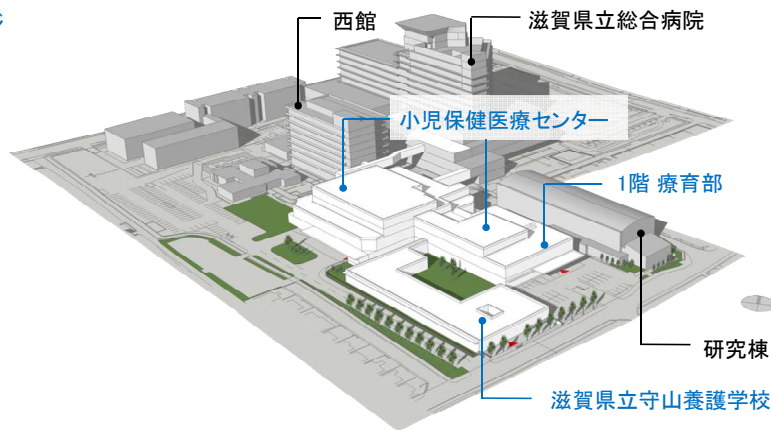 西館
滋賀県立総合病院
小児保健医療センター
1階 療育部
研究棟
滋賀県立守山養護学校